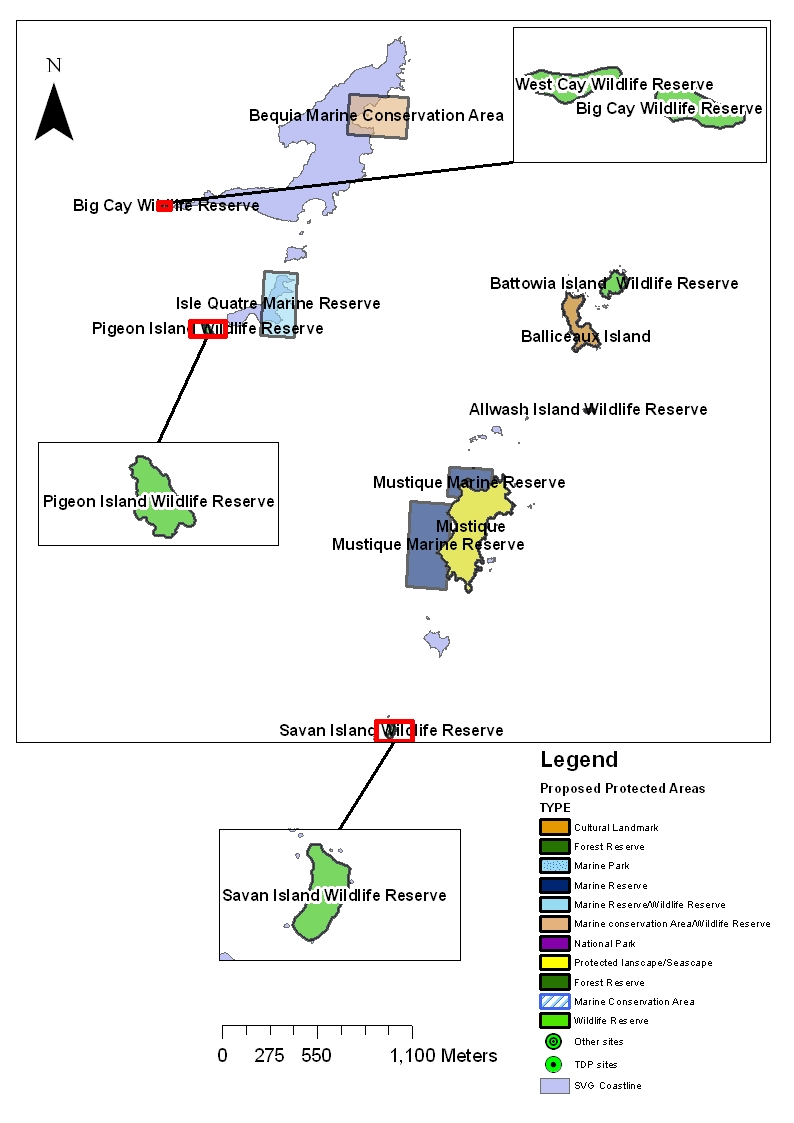 N
West Cay Wildlife Reserve
Big Cay Wildlife Reserve
Bequia Marine Conservation Area
Big Cay Wildlife Reserve
Battowia Island Wildlife Reserve
Isle Quatre Marine Reserve
Pigeon Island Wildlife Reserve
Balliceaux Island
Allwash Island Wildlife Reserve
Mustique Marine Reserve
Pigeon Island Wildlife Reserve
Mustique
Mustique Marine Reserve
Savan Island Wildlife Reserve
Legend
Proposed Protected Areas
TYPE
Cultural Landmark
Forest Reserve
Marine Park
Marine Reserve
Marine Reserve/Wildlife Reserve
Marine conservation Area/Wildlife Reserve
National Park
Protected lanscape/Seascape
Forest Reserve
Marine Conservation Area
Wildlife Reserve
Other sites
TDP sites
SVG Coastline
Savan Island Wildlife Reserve
0 275 550 1,100 Meters